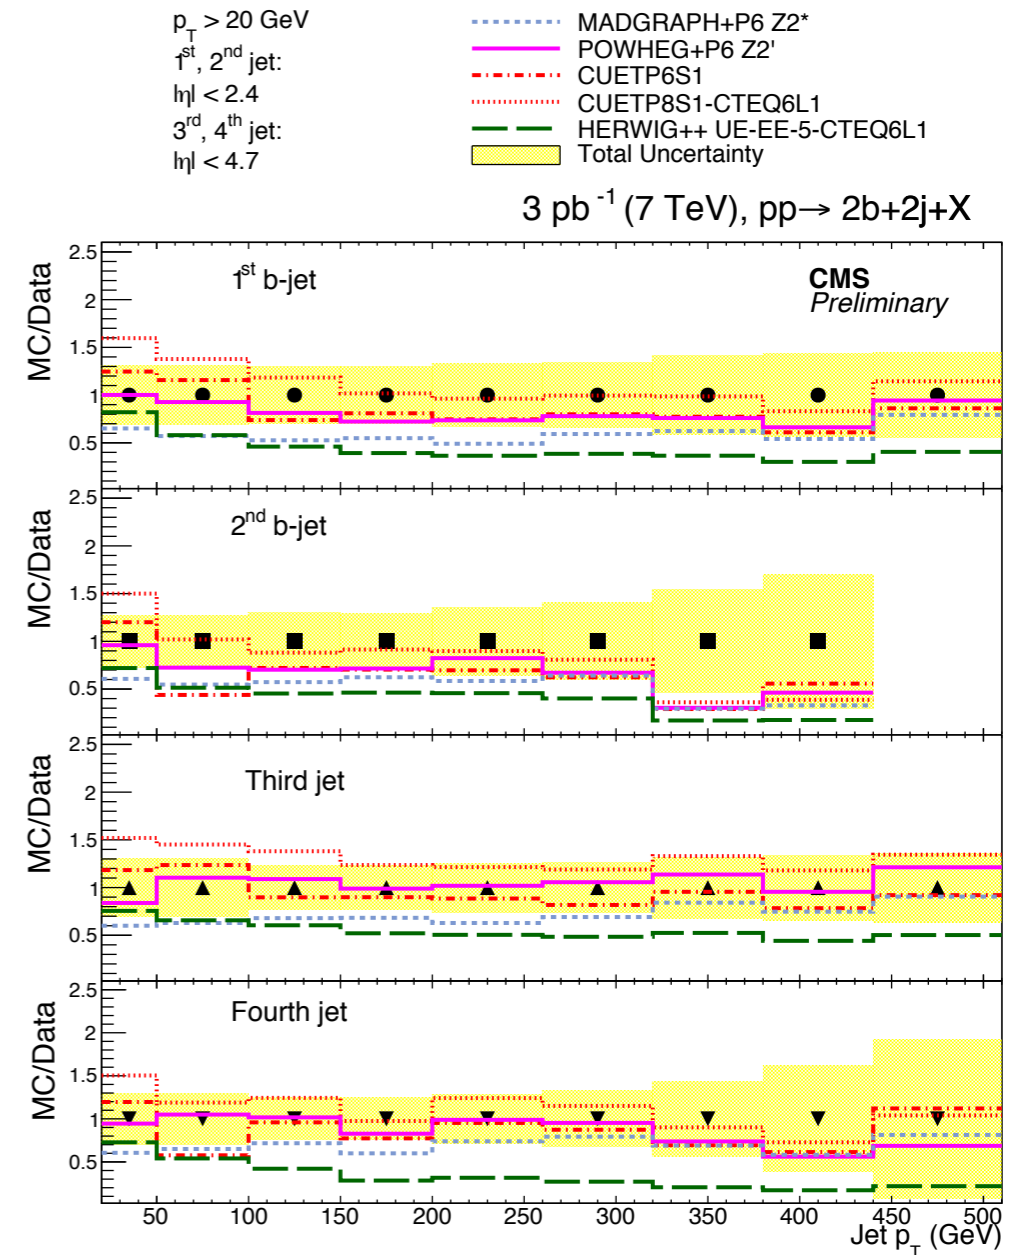 p_T > 20 GeV
1st, 2nd jet:
|η| < 2.4
3rd, 4th jet:
|η| < 4.7
MADGRAPH+P6 Z2*
POWHEG+P6 Z2'
CUETP6S1
CUETP8S1-CTEQ6L1
HERWIG++ UE-EE-5-CTEQ6L1
Total Uncertainty
3 pb⁻¹ (7 TeV), pp→ 2b+2j+X
MC/Data
2.5
2
1.5
1
0.5
1st b-jet
CMS
Preliminary
MC/Data
2.5
2
1.5
1
0.5
2nd b-jet
MC/Data
2.5
2
1.5
1
0.5
Third jet
MC/Data
2.5
2
1.5
1
0.5
Fourth jet
50 100 150 200 250 300 350 400 450 500
Jet p_T (GeV)